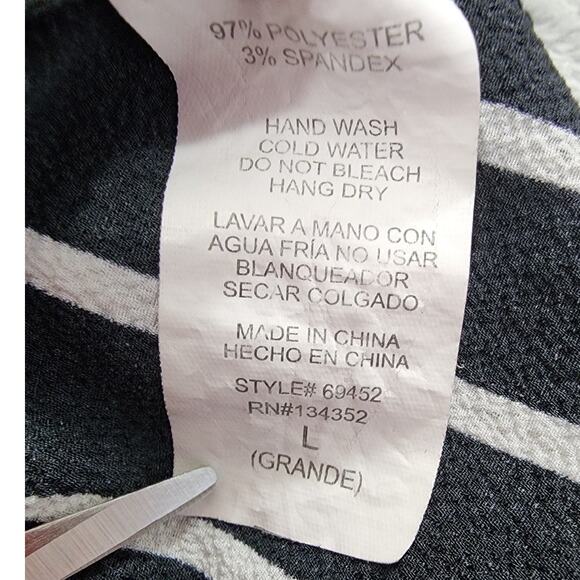 97% POLYESTER
3% SPANDEX
HAND WASH
COLD WATER
DO NOT BLEACH
HANG DRY
LAVAR A MANO CON
AGUA FRÍA NO USAR
BLANQUEADOR
SECAR COLGADO
MADE IN CHINA
HECHO EN CHINA
STYLE# 69452
RN#134352
L
(GRANDE)